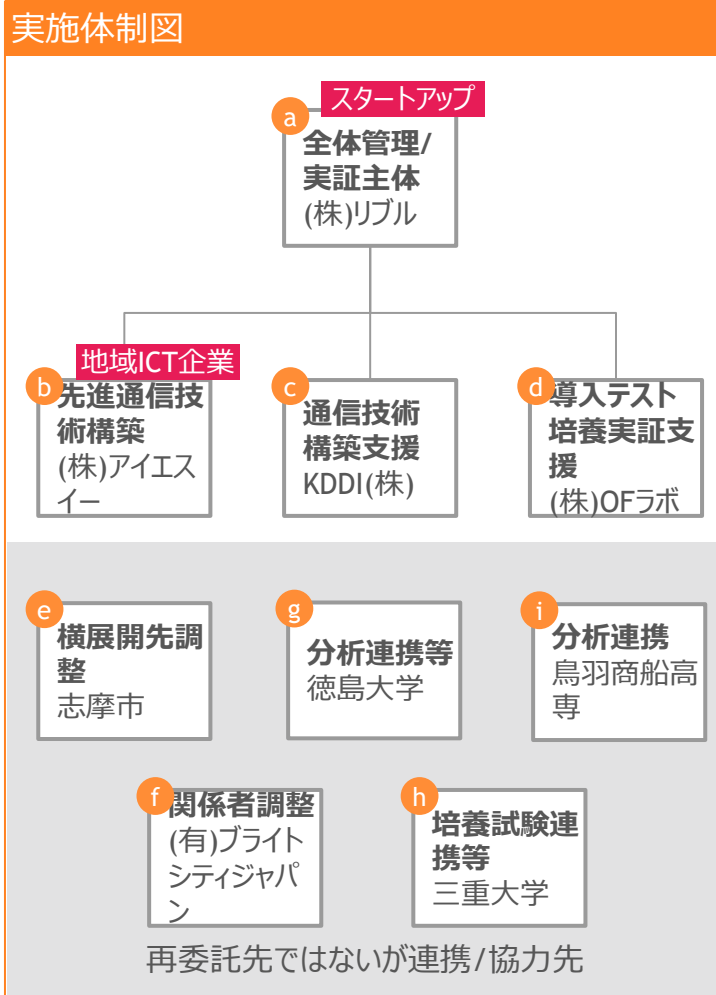 実施体制図
スタートアップ
a
全体管理/
実証主体
(株)リブル
地域ICT企業
b
先進通信技
術構築
(株)アイエス
イー
c
通信技術
構築支援
KDDI(株)
d
導入テスト
培養実証支
援
(株)OFラボ
e
横展開先調
整
志摩市
g
分析連携等
徳島大学
i
分析連携
鳥羽商船高
専
f
関係者調整
(有)ブライト
シティジャパ
ン
h
培養試験連
携等
三重大学
再委託先ではないが連携/協力先